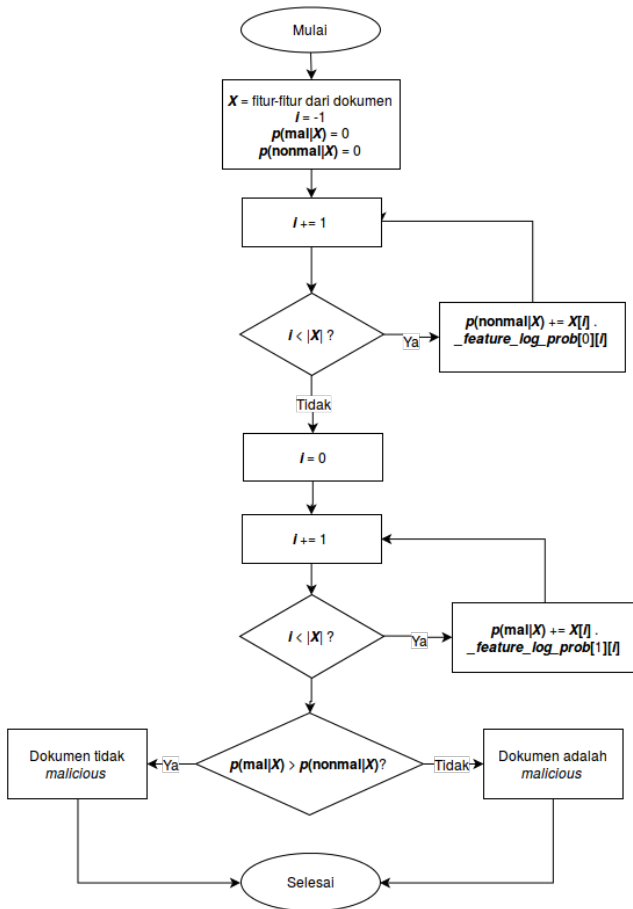 Mulai
X = fitur-fitur dari dokumen
i = -1
p(mal|X) = 0
p(nonmal|X) = 0
i += 1
i < |X| ?
Ya
p(nonmal|X) += X[i] .
_feature_log_prob[0][i]
Tidak
i = 0
i += 1
i < |X| ?
Ya
p(mal|X) += X[i] .
_feature_log_prob[1][i]
Dokumen tidak
malicious
Ya
p(mal|X) > p(nonmal|X)?
Tidak
Dokumen adalah
malicious
Selesai